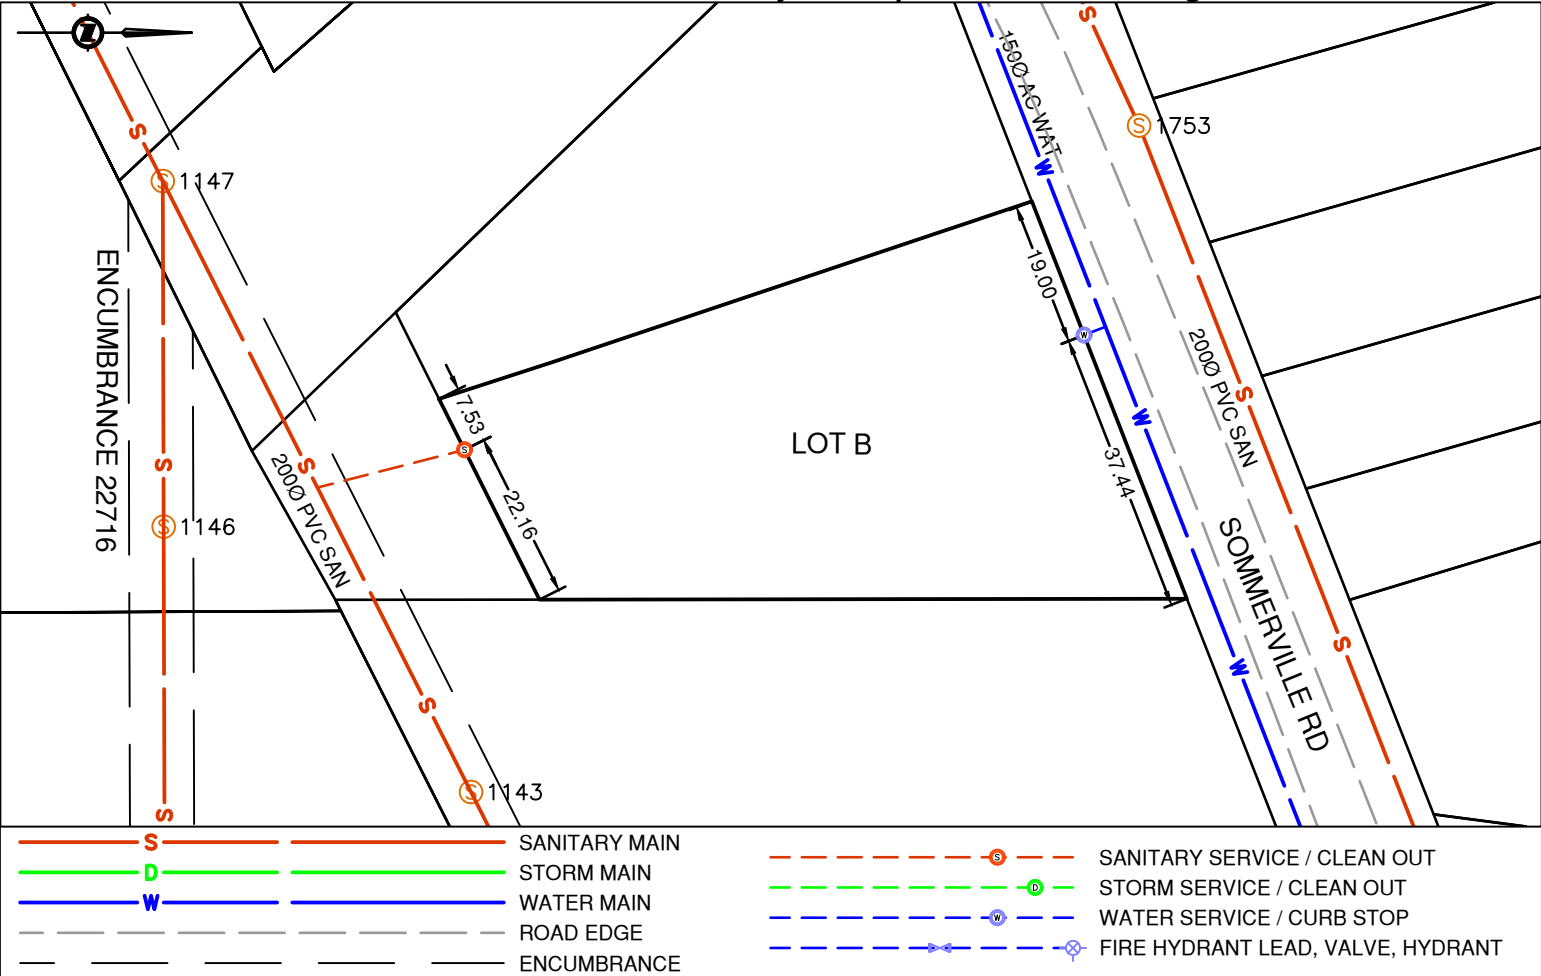 150Ø AC WAT
S
S
1753
S
1147
W
ENCUMBRANCE 22716
19.00
W
200Ø PVC SAN
S
7.53
W
LOT B
S
37.44
S
S
200Ø PVC SAN
22.16
S
1146
SOMMERVILLE RD
S
W
S
S
1143
S
S
SANITARY MAIN
D
STORM MAIN
W
WATER MAIN
ROAD EDGE
ENCUMBRANCE
S
SANITARY SERVICE / CLEAN OUT
D
STORM SERVICE / CLEAN OUT
W
WATER SERVICE / CURB STOP
FIRE HYDRANT LEAD, VALVE, HYDRANT